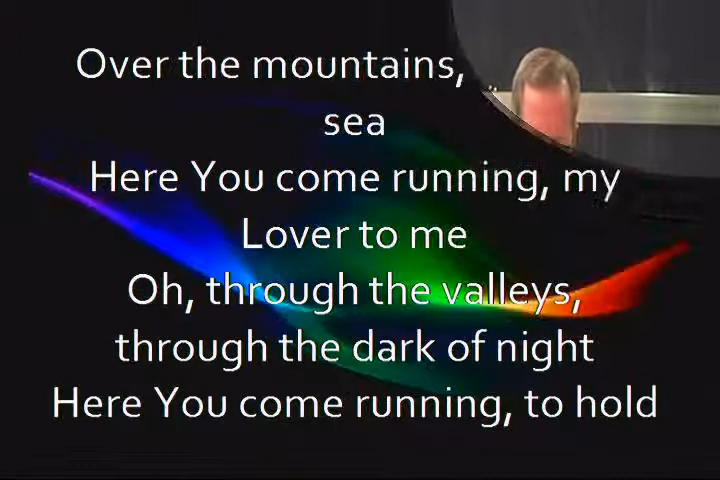 Over the mountains,
sea
Here You come running, my
Lover to me
Oh, through the valleys,
through the dark of night
Here You come running, to hold